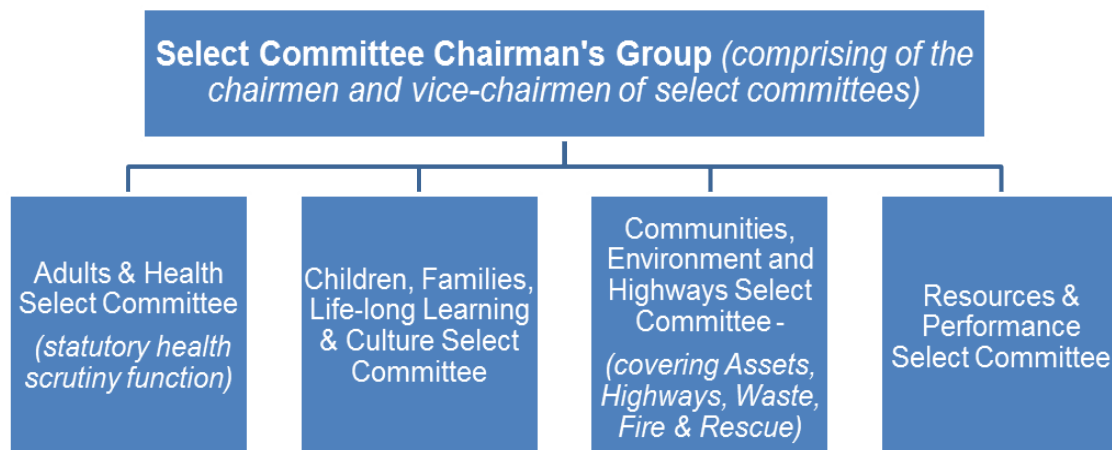 Select Committee Chairman's Group (comprising of the
chairmen and vice-chairmen of select committees)
Adults & Health
Select Committee
(statutory health
scrutiny function)
Children, Families,
Life-long Learning
& Culture Select
Committee
Communities,
Environment and
Highways Select
Committee -
(covering Assets,
Highways, Waste,
Fire & Rescue)
Resources &
Performance
Select Committee